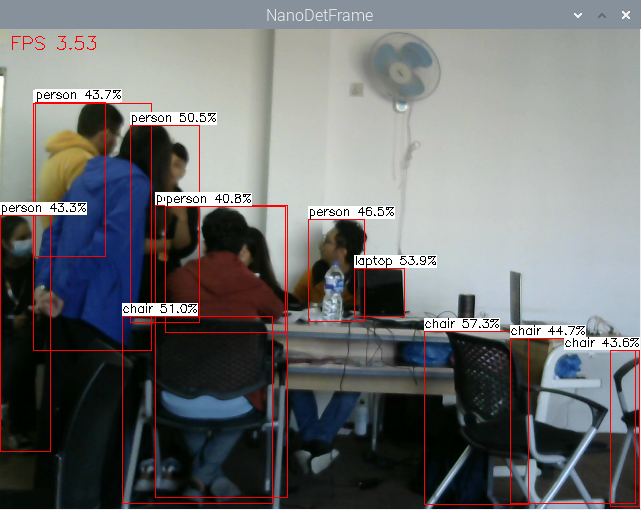 NanoDetFrame
FPS 3.53
person 43.7%
person 50.5%
person 40.8%
person 43.3%
person 46.5%
laptop 53.9%
chair 51.0%
chair 57.3%
chair 44.7%
chair 43.6%